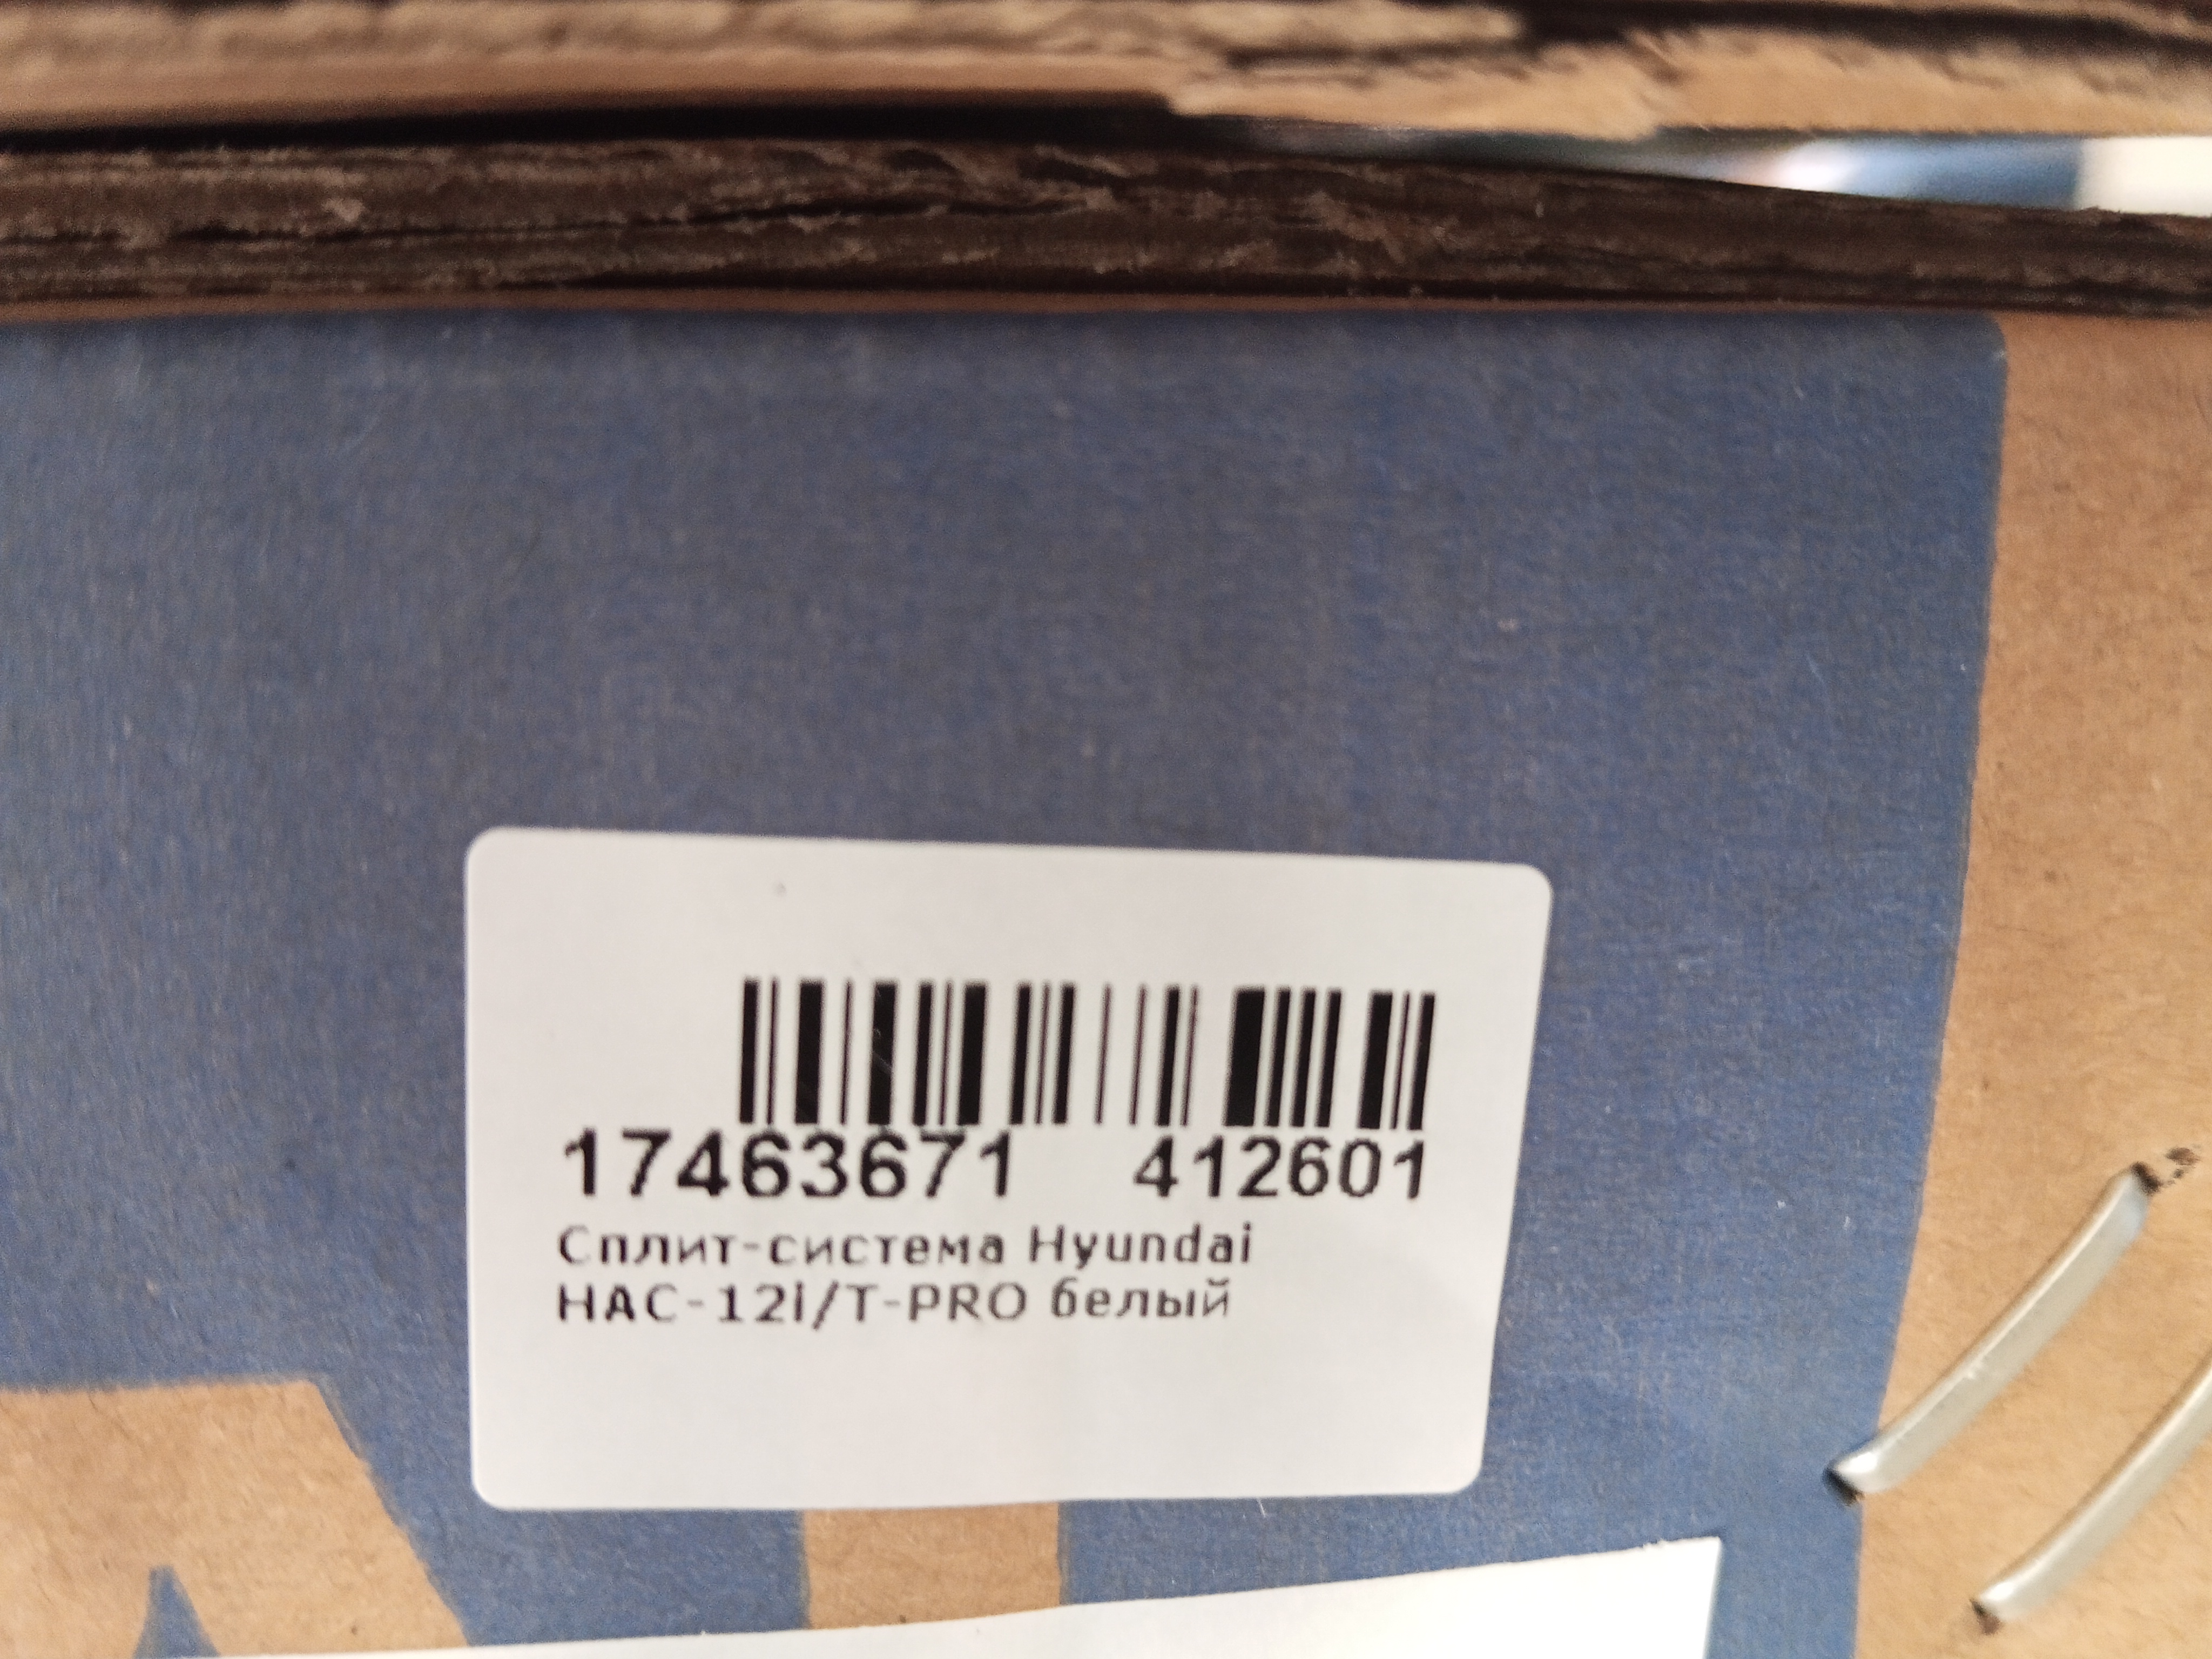 17463671 412601
Сплит-система Hyundai
HAC-12i/T-PRO белый